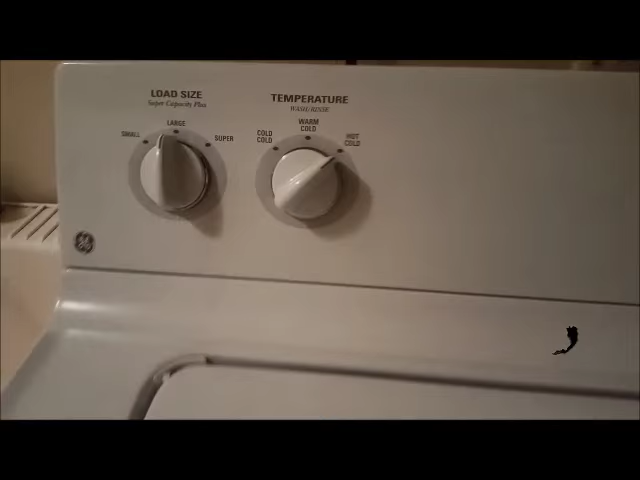 LOAD SIZE
Super Capacity Plus
SMALL
LARGE
SUPER
TEMPERATURE
WASH/RINSE
COLD
COLD
WARM
COLD
HOT
COLD
GE